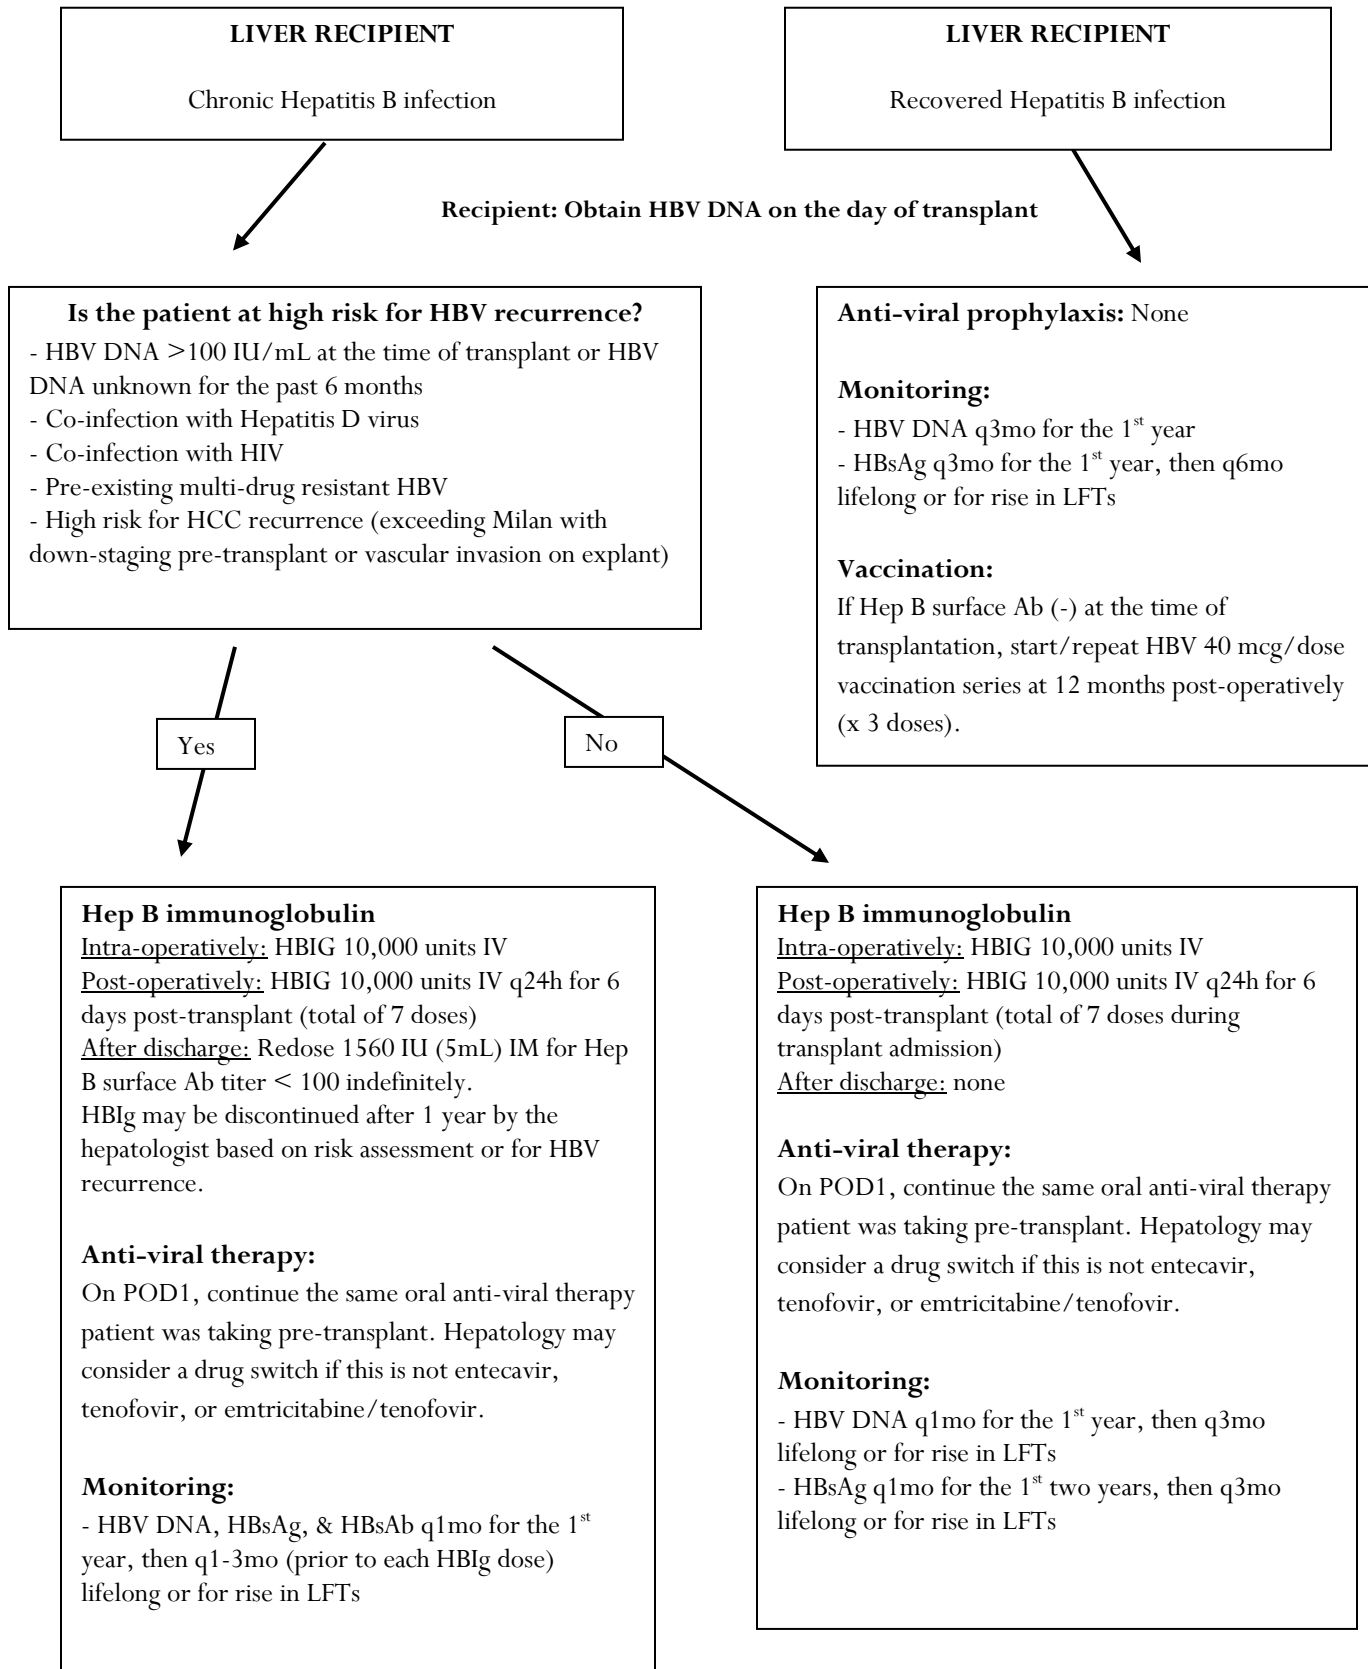 LIVER RECIPIENT
Chronic Hepatitis B infection
LIVER RECIPIENT
Recovered Hepatitis B infection
Recipient: Obtain HBV DNA on the day of transplant
Is the patient at high risk for HBV recurrence?
- HBV DNA >100 IU/mL at the time of transplant or HBV
DNA unknown for the past 6 months
- Co-infection with Hepatitis D virus
- Co-infection with HIV
- Pre-existing multi-drug resistant HBV
- High risk for HCC recurrence (exceeding Milan with
down-staging pre-transplant or vascular invasion on explant)
Anti-viral prophylaxis: None
Monitoring:
- HBV DNA q3mo for the 1st year
- HBsAg q3mo for the 1st year, then q6mo
lifelong or for rise in LFTs
Vaccination:
If Hep B surface Ab (-) at the time of
transplantation, start/repeat HBV 40 mcg/dose
vaccination series at 12 months post-operatively
(x 3 doses).
Yes
No
Hep B immunoglobulin
Intra-operatively: HBIG 10,000 units IV
Post-operatively: HBIG 10,000 units IV q24h for 6
days post-transplant (total of 7 doses)
After discharge: Redose 1560 IU (5mL) IM for Hep
B surface Ab titer < 100 indefinitely.
HBIg may be discontinued after 1 year by the
hepatologist based on risk assessment or for HBV
recurrence.
Anti-viral therapy:
On POD1, continue the same oral anti-viral therapy
patient was taking pre-transplant. Hepatology may
consider a drug switch if this is not entecavir,
tenofovir, or emtricitabine/tenofovir.
Monitoring:
- HBV DNA, HBsAg, & HBsAb q1mo for the 1st
year, then q1-3mo (prior to each HBIg dose)
lifelong or for rise in LFTs
Hep B immunoglobulin
Intra-operatively: HBIG 10,000 units IV
Post-operatively: HBIG 10,000 units IV q24h for 6
days post-transplant (total of 7 doses during
transplant admission)
After discharge: none
Anti-viral therapy:
On POD1, continue the same oral anti-viral therapy
patient was taking pre-transplant. Hepatology may
consider a drug switch if this is not entecavir,
tenofovir, or emtricitabine/tenofovir.
Monitoring:
- HBV DNA q1mo for the 1st year, then q3mo
lifelong or for rise in LFTs
- HBsAg q1mo for the 1st two years, then q3mo
lifelong or for rise in LFTs